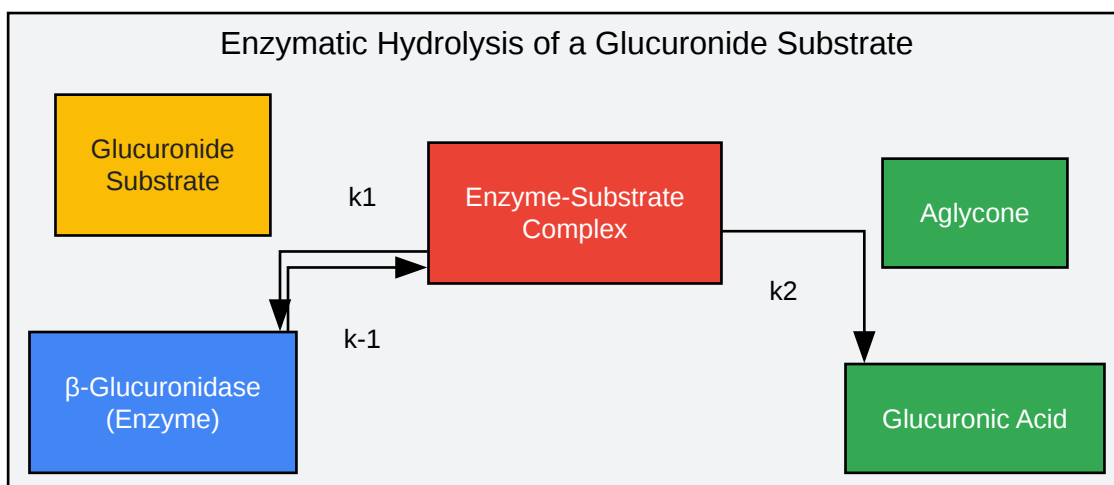 Enzymatic Hydrolysis of a Glucuronide Substrate
Glucuronide
Substrate
k1
Enzyme-Substrate
Complex
Aglycone
k2
k-1
β-Glucuronidase
(Enzyme)
Glucuronic Acid